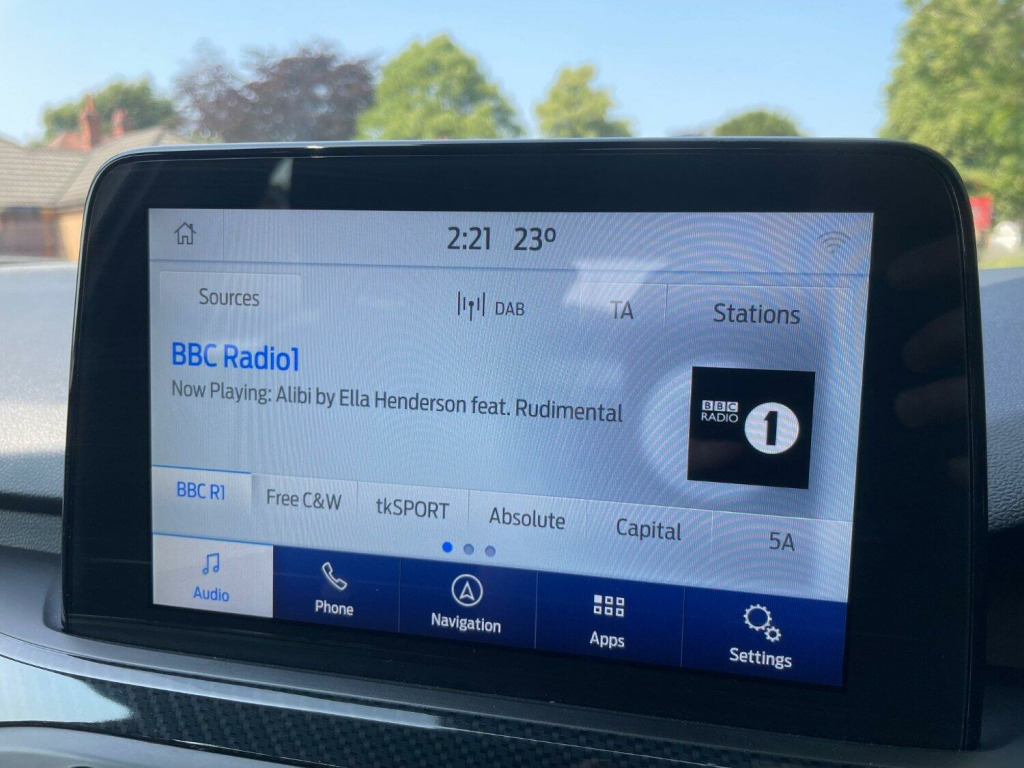 2:21 23º
Sources
DAB
TA
Stations
BBC Radio1
Now Playing: Alibi by Ella Henderson feat. Rudimental
BBC
RADIO
1
BBC R1
Free C&W
tkSPORT
Absolute
Capital
5A
Audio
Phone
Navigation
Apps
Settings